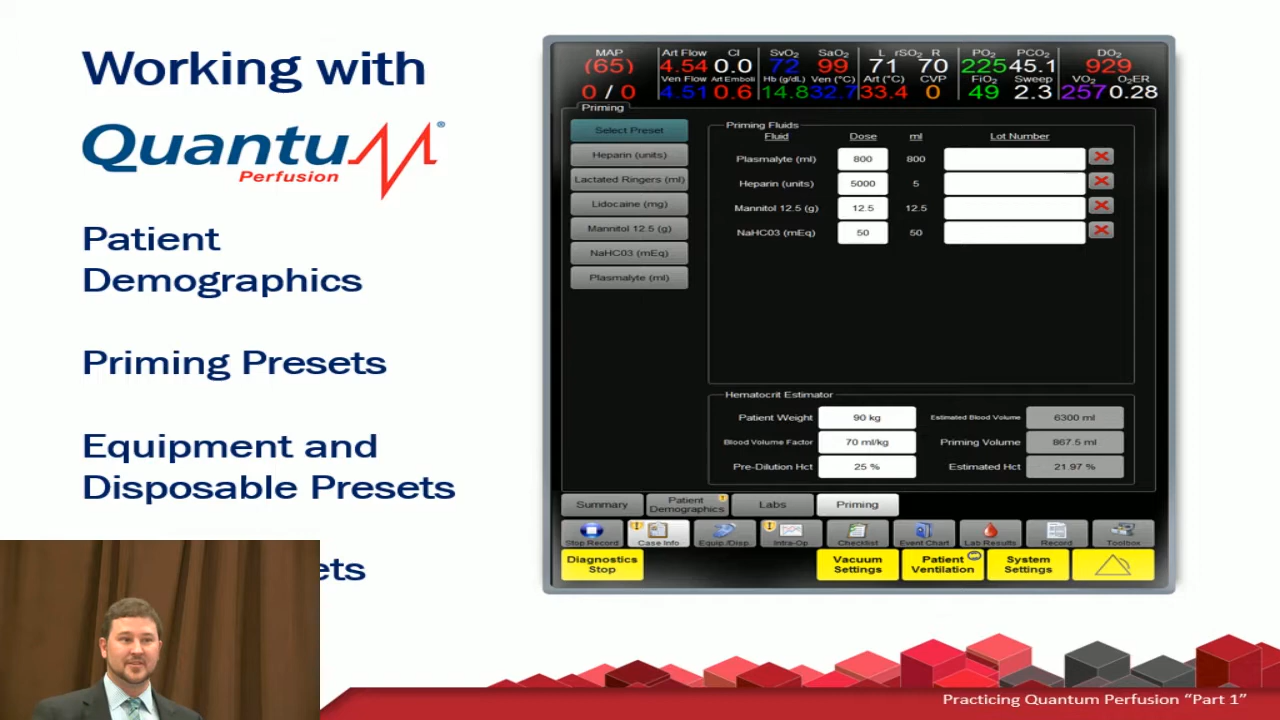 Working with
Quantum®
Perfusion
Patient
Demographics
Priming Presets
Equipment and
Disposable Presets
ets
MAP Art Flow CI SvO2 SaO2 L rSO2 R PO2 PCO2 DO2
(65) 4.54 0.0 72 99 71 70 225 45.1 929
Ven Flow Art Emboli Hb (g/dL) Ven (°C) Art (°C) CVP FiO2 Sweep VO2 O2ER
0 / 0 4.51 0.6 14.8 32.7 33.4 0 49 2.3 257 0.28
Priming
Select Preset
Heparin (units)
Lactated Ringers (ml)
Lidocaine (mg)
Mannitol 12.5 (g)
NaHC03 (mEq)
Plasmalyte (ml)
Priming Fluids
Fluid Dose ml Lot Number
Plasmalyte (ml) 800 800
Heparin (units) 5000 5
Mannitol 12.5 (g) 12.5 12.5
NaHC03 (mEq) 50 50
Hematocrit Estimator
Patient Weight 90 kg Estimated Blood Volume 6300 ml
Blood Volume Factor 70 ml/kg Priming Volume 867.5 ml
Pre-Dilution Hct 25 % Estimated Hct 21.97 %
Summary Patient Demographics Labs Priming
Stop Record Case Info Equip./Disp. Intra-Op Checklist Event Chart Lab Results Record Toolbox
Diagnostics Stop Vacuum Settings Patient Ventilation System Settings
Practicing Quantum Perfusion “Part 1”